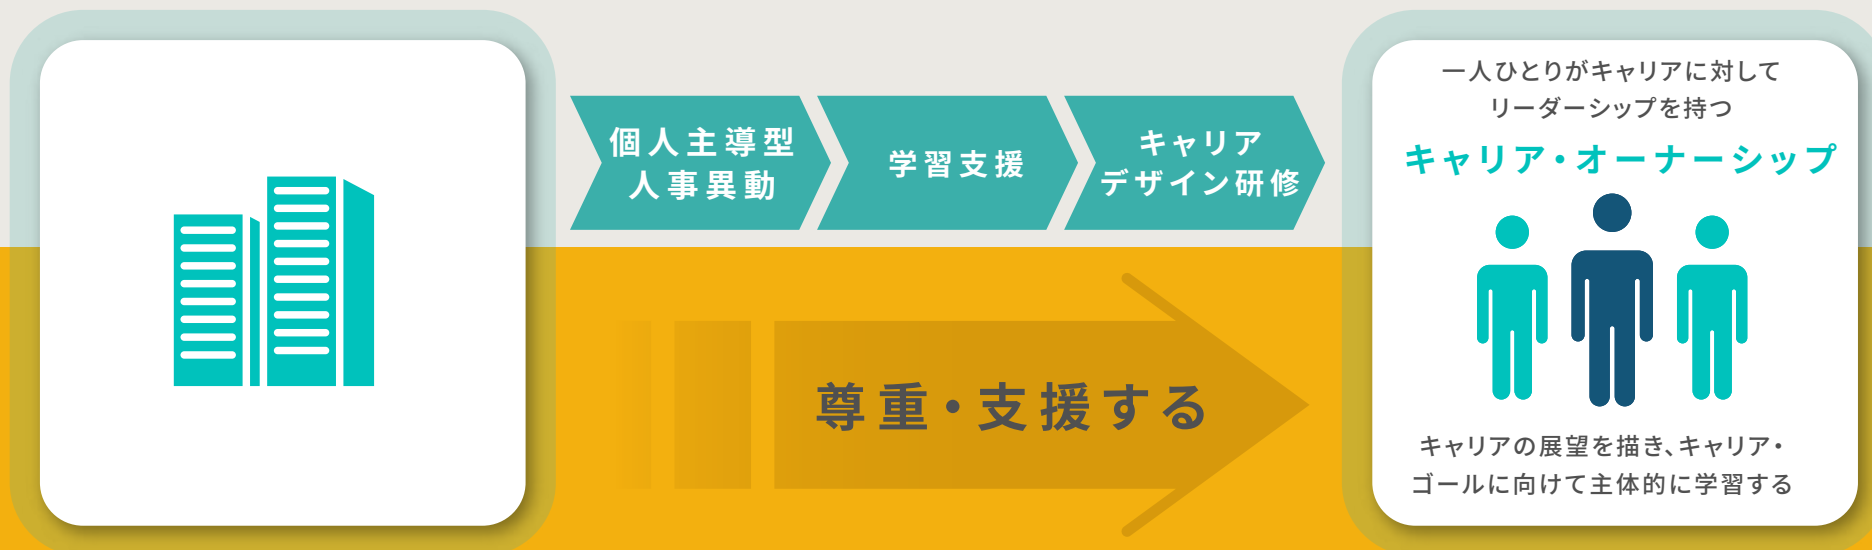 個人主導型
人事異動
学習支援
キャリア
デザイン研修
尊重・支援する
一人ひとりがキャリアに対して
リーダーシップを持つ
キャリア・オーナーシップ
キャリアの展望を描き、キャリア・
ゴールに向けて主体的に学習する